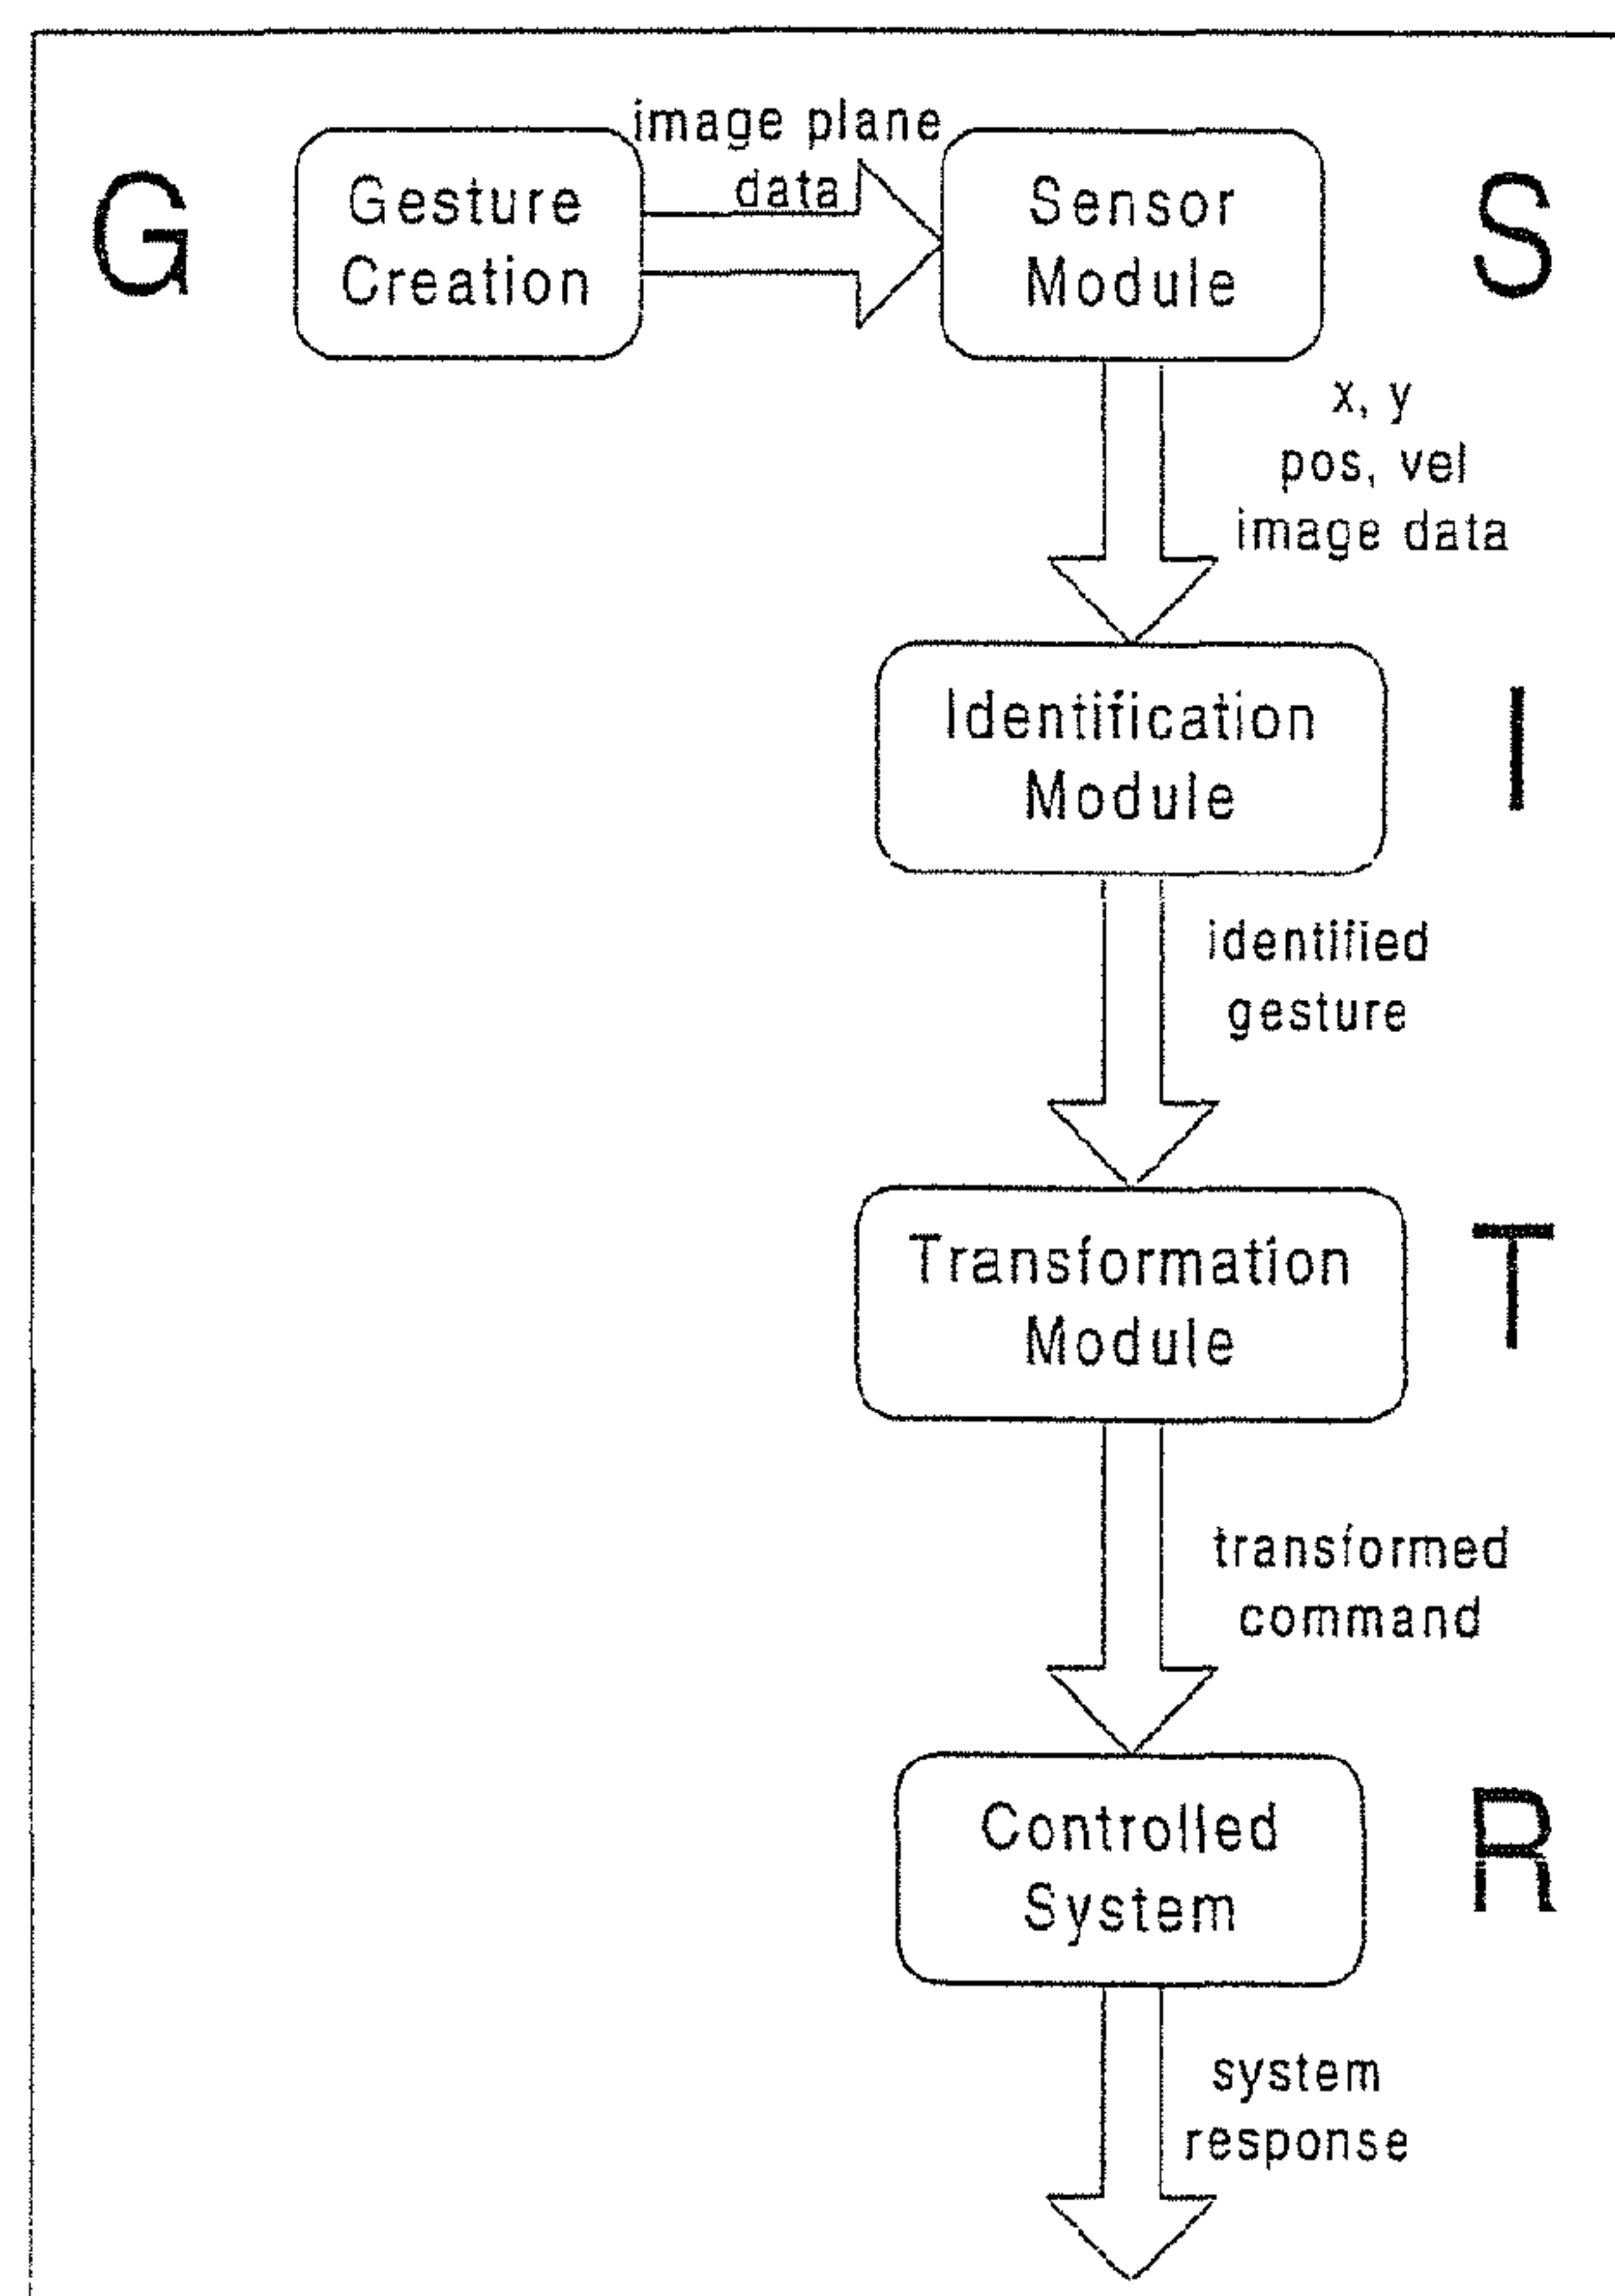 G
Gesture
Creation
image plane
data
Sensor
Module
S
x, y
pos, vel
image data
Identification
Module
I
identified
gesture
Transformation
Module
T
transformed
command
Controlled
System
R
system
response